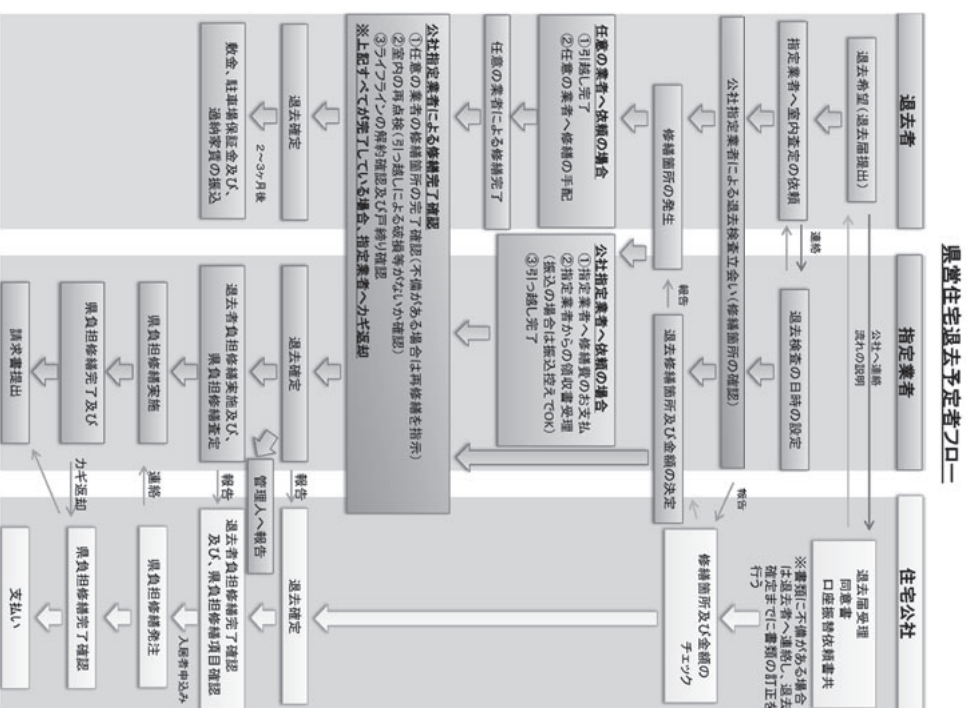 県営住宅退去予定者フロー
退去者
指定業者
住宅公社
退去希望(退去届提出)
公社へ連絡
流れの説明
退去届受理
同意書
口座振替依頼書共
※書類に不備がある場合
は退去者へ連絡し、退去
確定までに書類の訂正を
行う
指定業者へ室内査定の依頼
連絡
退去検査の日時の設定
公社指定業者による退去検査立会い(修繕箇所の確認)
修繕箇所の発生
報告
退去修繕箇所及び金額の決定
報告
修繕箇所及び金額の
チェック
任意の業者へ依頼の場合
①引越し完了
②任意の業者へ修繕の手配
公社指定業者へ依頼の場合
①指定業者へ修繕費のお支払
②指定業者からの領収書受理
(振込の場合は振込控えでOK)
③引っ越し完了
任意の業者による修繕完了
公社指定業者による修繕完了確認
①任意の業者の修繕箇所の完了確認(不備がある場合は再修繕を指示)
②室内の再点検(引っ越しによる破損等がないか確認)
③ライフラインの解約確認及び戸締り確認
※上記すべてが完了している場合、指定業者へカギ返却
退去確定
退去確定
報告
退去確定
2~3ヶ月後
管理人へ報告
敷金、駐車場保証金及び、
過納家賃の振込
退去者負担修繕実施及び、
県負担修繕査定
報告
退去者負担修繕完了確認
及び、県負担修繕項目確認
入居者申込み
県負担修繕実施
連絡
県負担修繕発注
県負担修繕完了及び
カギ返却
県負担修繕完了確認
請求書提出
支払い